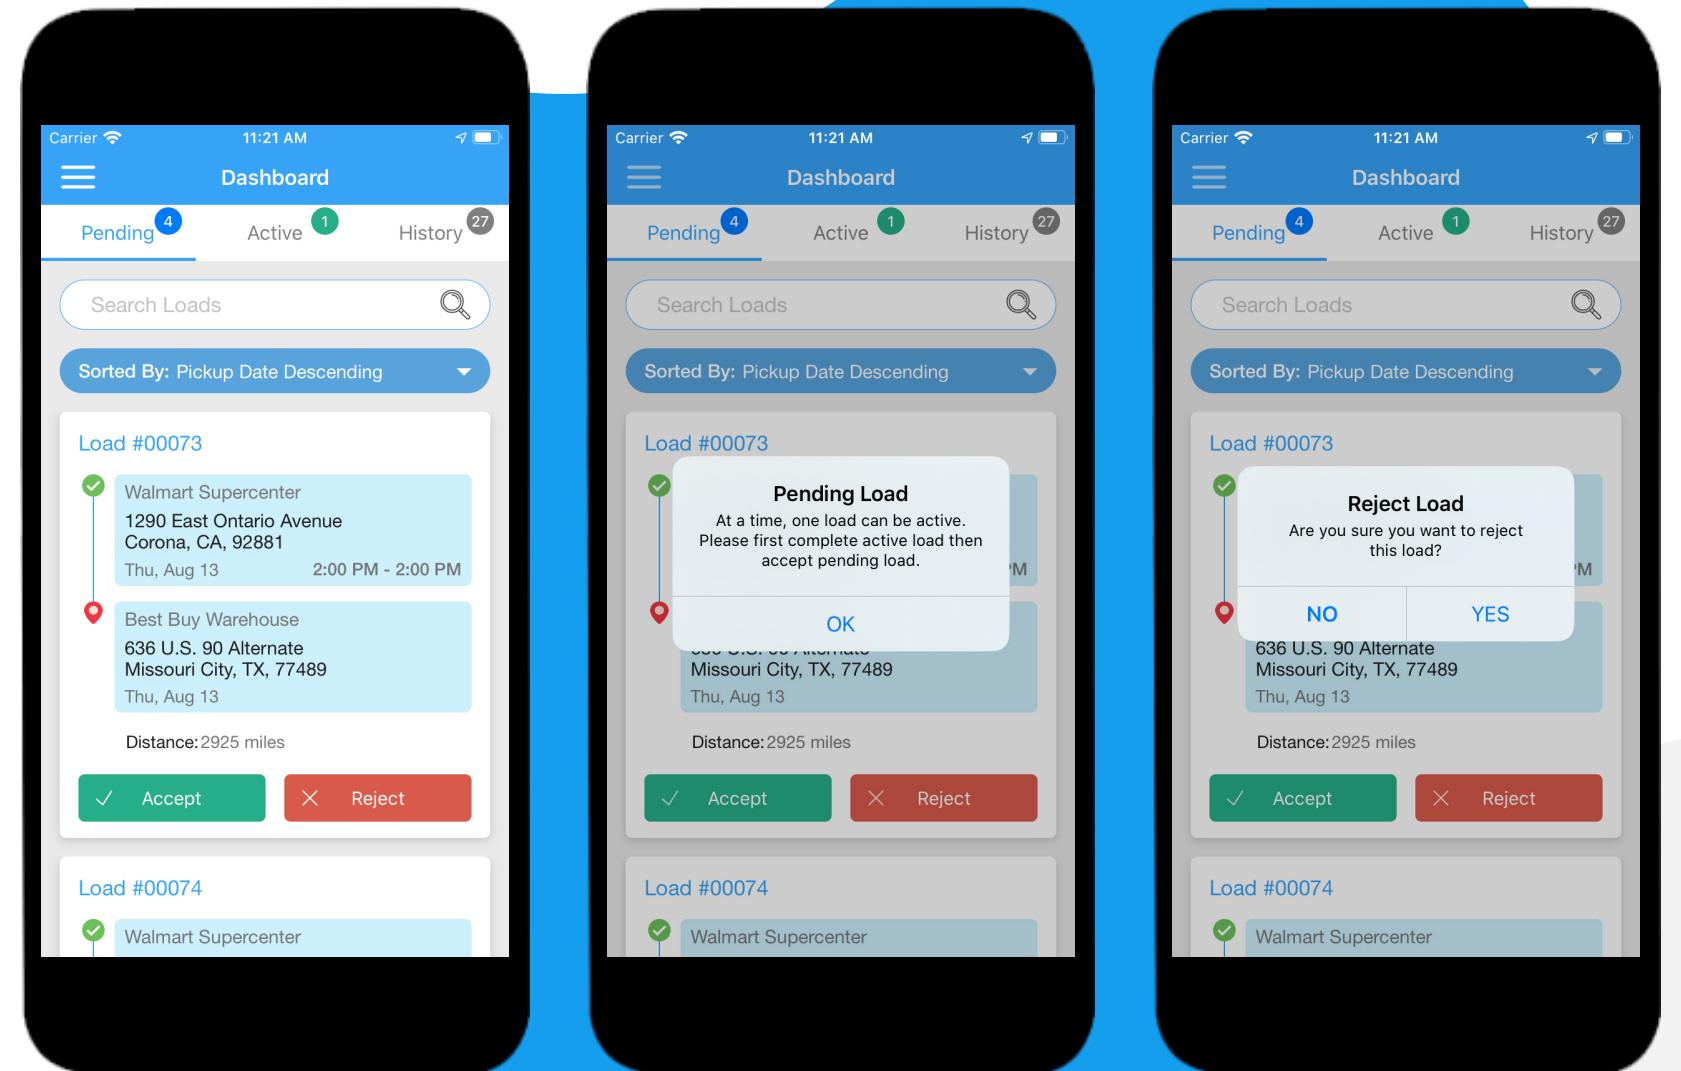 Carrier 11:21 AM
Dashboard
Pending 4 Active 1 History 27
Search Loads
Sorted By: Pickup Date Descending
Load #00073
Walmart Supercenter
1290 East Ontario Avenue
Corona, CA, 92881
Thu, Aug 13 2:00 PM - 2:00 PM
Best Buy Warehouse
636 U.S. 90 Alternate
Missouri City, TX, 77489
Thu, Aug 13
Distance: 2925 miles
Accept Reject
Load #00074
Walmart Supercenter
Carrier 11:21 AM
Dashboard
Pending 4 Active 1 History 27
Search Loads
Sorted By: Pickup Date Descending
Load #00073
Pending Load
At a time, one load can be active.
Please first complete active load then
accept pending load.
OK
Missouri City, TX, 77489
Thu, Aug 13
Distance: 2925 miles
Accept Reject
Load #00074
Walmart Supercenter
Carrier 11:21 AM
Dashboard
Pending 4 Active 1 History 27
Search Loads
Sorted By: Pickup Date Descending
Load #00073
Reject Load
Are you sure you want to reject
this load?
NO YES
636 U.S. 90 Alternate
Missouri City, TX, 77489
Thu, Aug 13
Distance: 2925 miles
Accept Reject
Load #00074
Walmart Supercenter